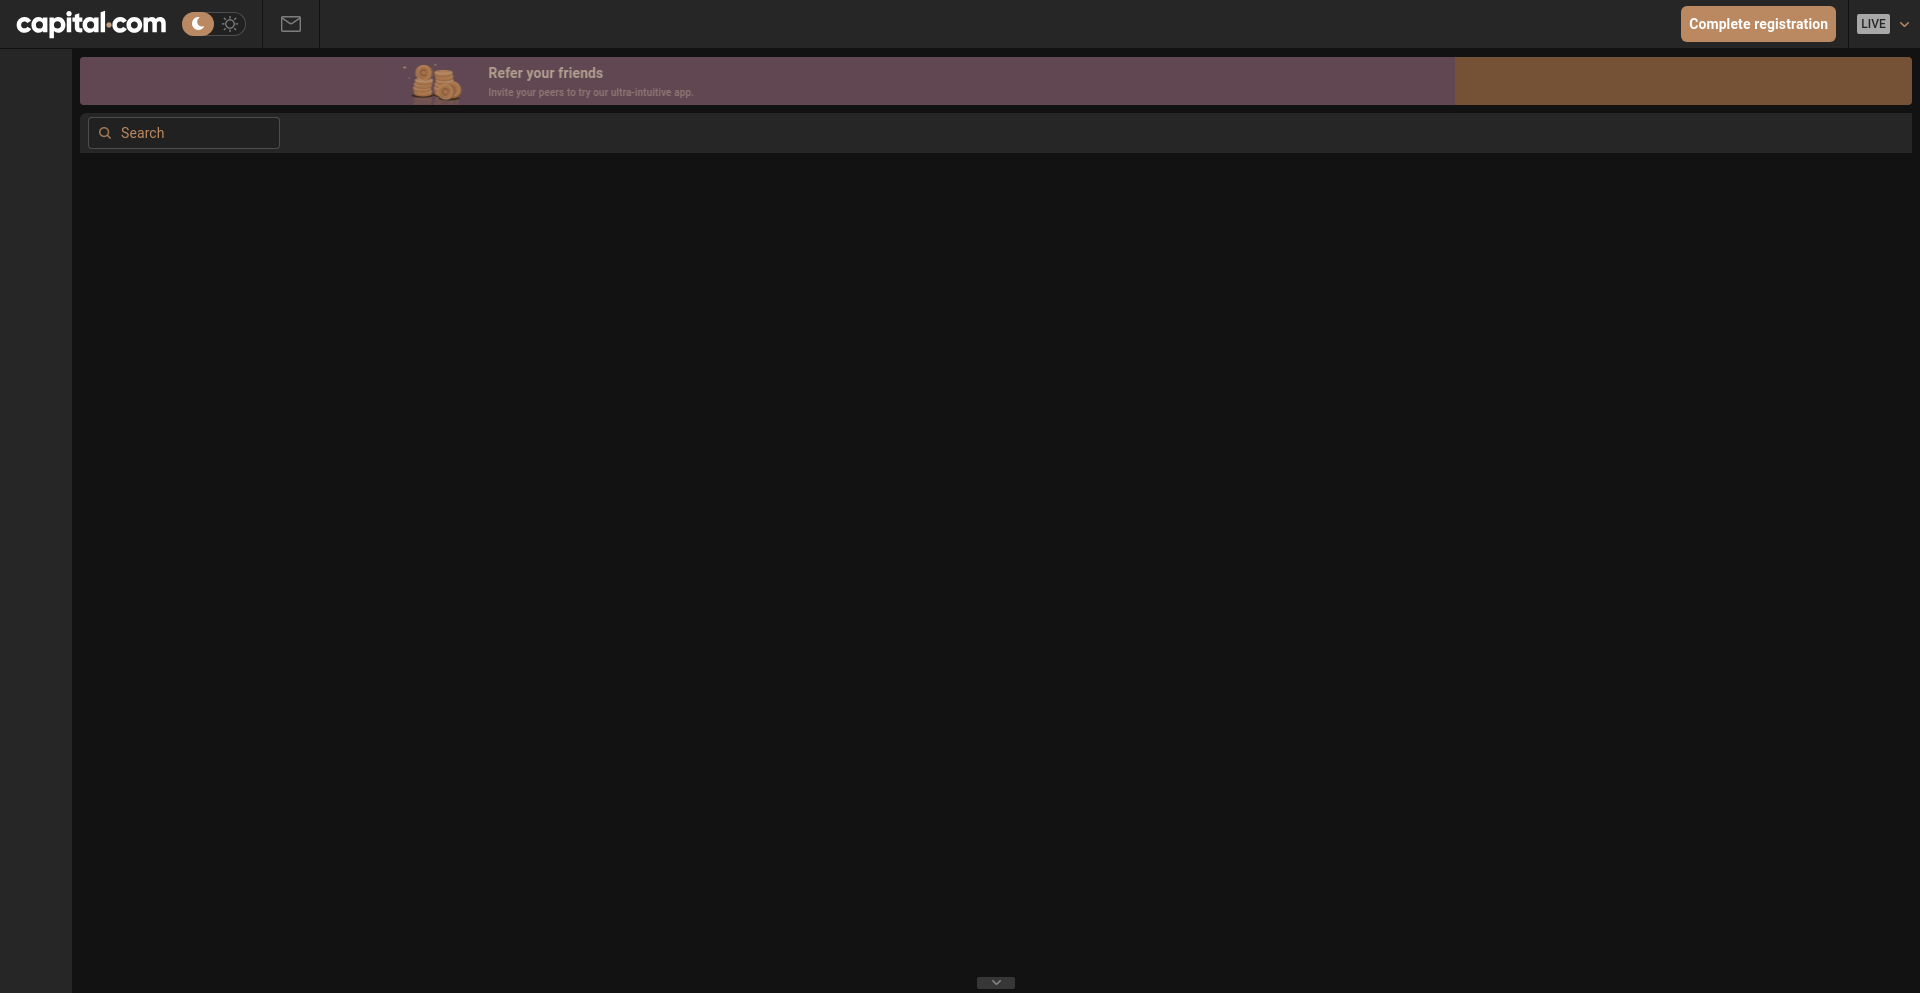 capital.com
Complete registration
LIVE
Refer your friends
Invite your peers to try our ultra-intuitive app.
Search